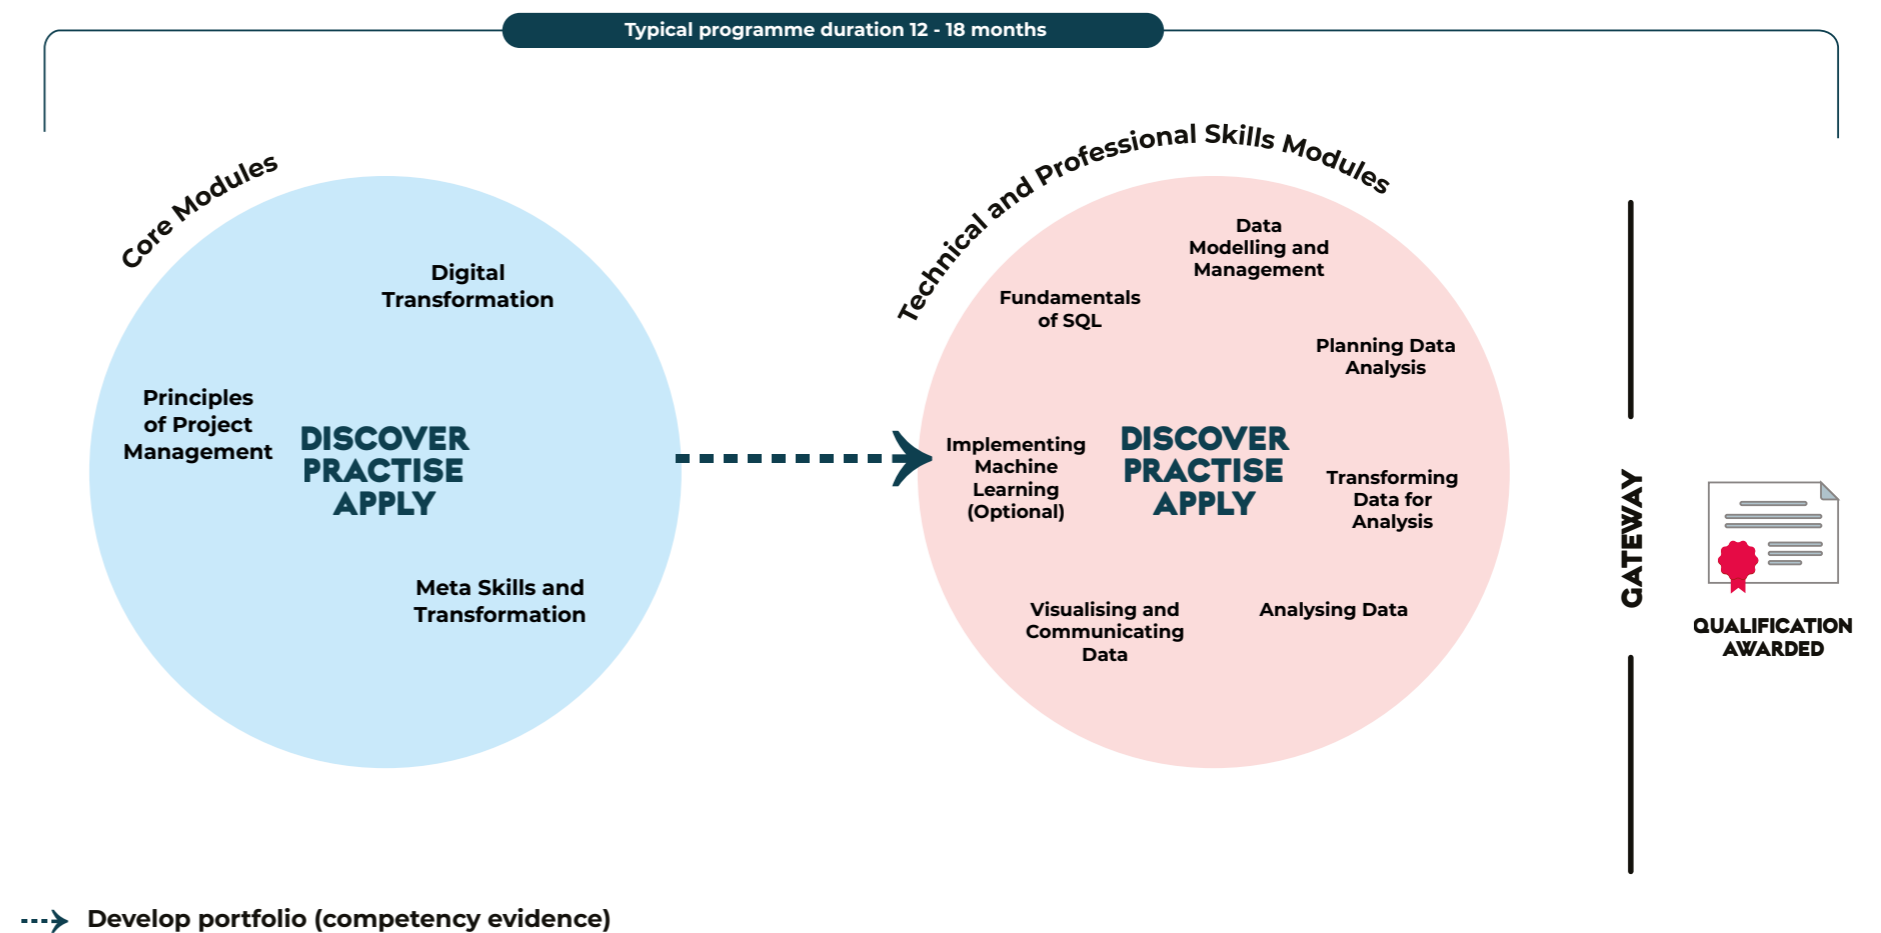 Typical programme duration 12 - 18 months
Core Modules
Digital
Transformation
Principles
of Project
Management
DISCOVER
PRACTISE
APPLY
Meta Skills and
Transformation
Technical and Professional Skills Modules
Data
Modelling and
Management
Fundamentals
of SQL
Planning Data
Analysis
Implementing
Machine
Learning
(Optional)
DISCOVER
PRACTISE
APPLY
Transforming
Data for
Analysis
Visualising and
Communicating
Data
Analysing Data
GATEWAY
QUALIFICATION
AWARDED
Develop portfolio (competency evidence)